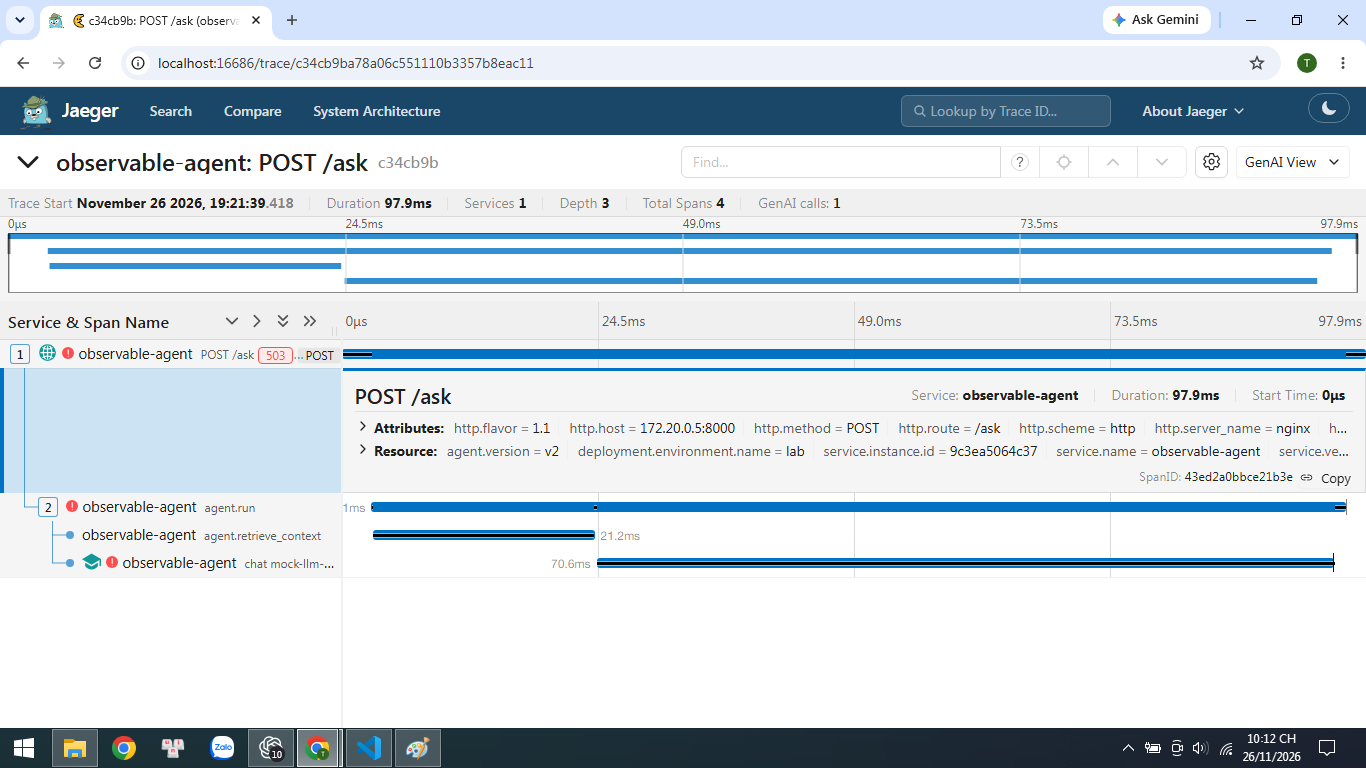 c34cb9b: POST /ask (observa
Ask Gemini
localhost:16686/trace/c34cb9ba78a06c551110b3357b8eac11
T
Jaeger
Search
Compare
System Architecture
Lookup by Trace ID...
About Jaeger
observable-agent: POST /ask c34cb9b
Find...
?
GenAI View
Trace Start November 26 2026, 19:21:39.418
Duration 97.9ms
Services 1
Depth 3
Total Spans 4
GenAI calls: 1
0µs
24.5ms
49.0ms
73.5ms
97.9ms
Service & Span Name
0µs
24.5ms
49.0ms
73.5ms
97.9ms
1 observable-agent POST /ask 503 ... POST
POST /ask
Service: observable-agent
Duration: 97.9ms
Start Time: 0µs
Attributes: http.flavor = 1.1 http.host = 172.20.0.5:8000 http.method = POST http.route = /ask http.scheme = http http.server_name = nginx h...
Resource: agent.version = v2 deployment.environment.name = lab service.instance.id = 9c3ea5064c37 service.name = observable-agent service.ve...
SpanID: 43ed2a0bbce21b3e Copy
2 observable-agent agent.run
1ms
observable-agent agent.retrieve_context
21.2ms
observable-agent chat mock-llm-...
70.6ms
Zalo
10
10:12 CH
26/11/2026